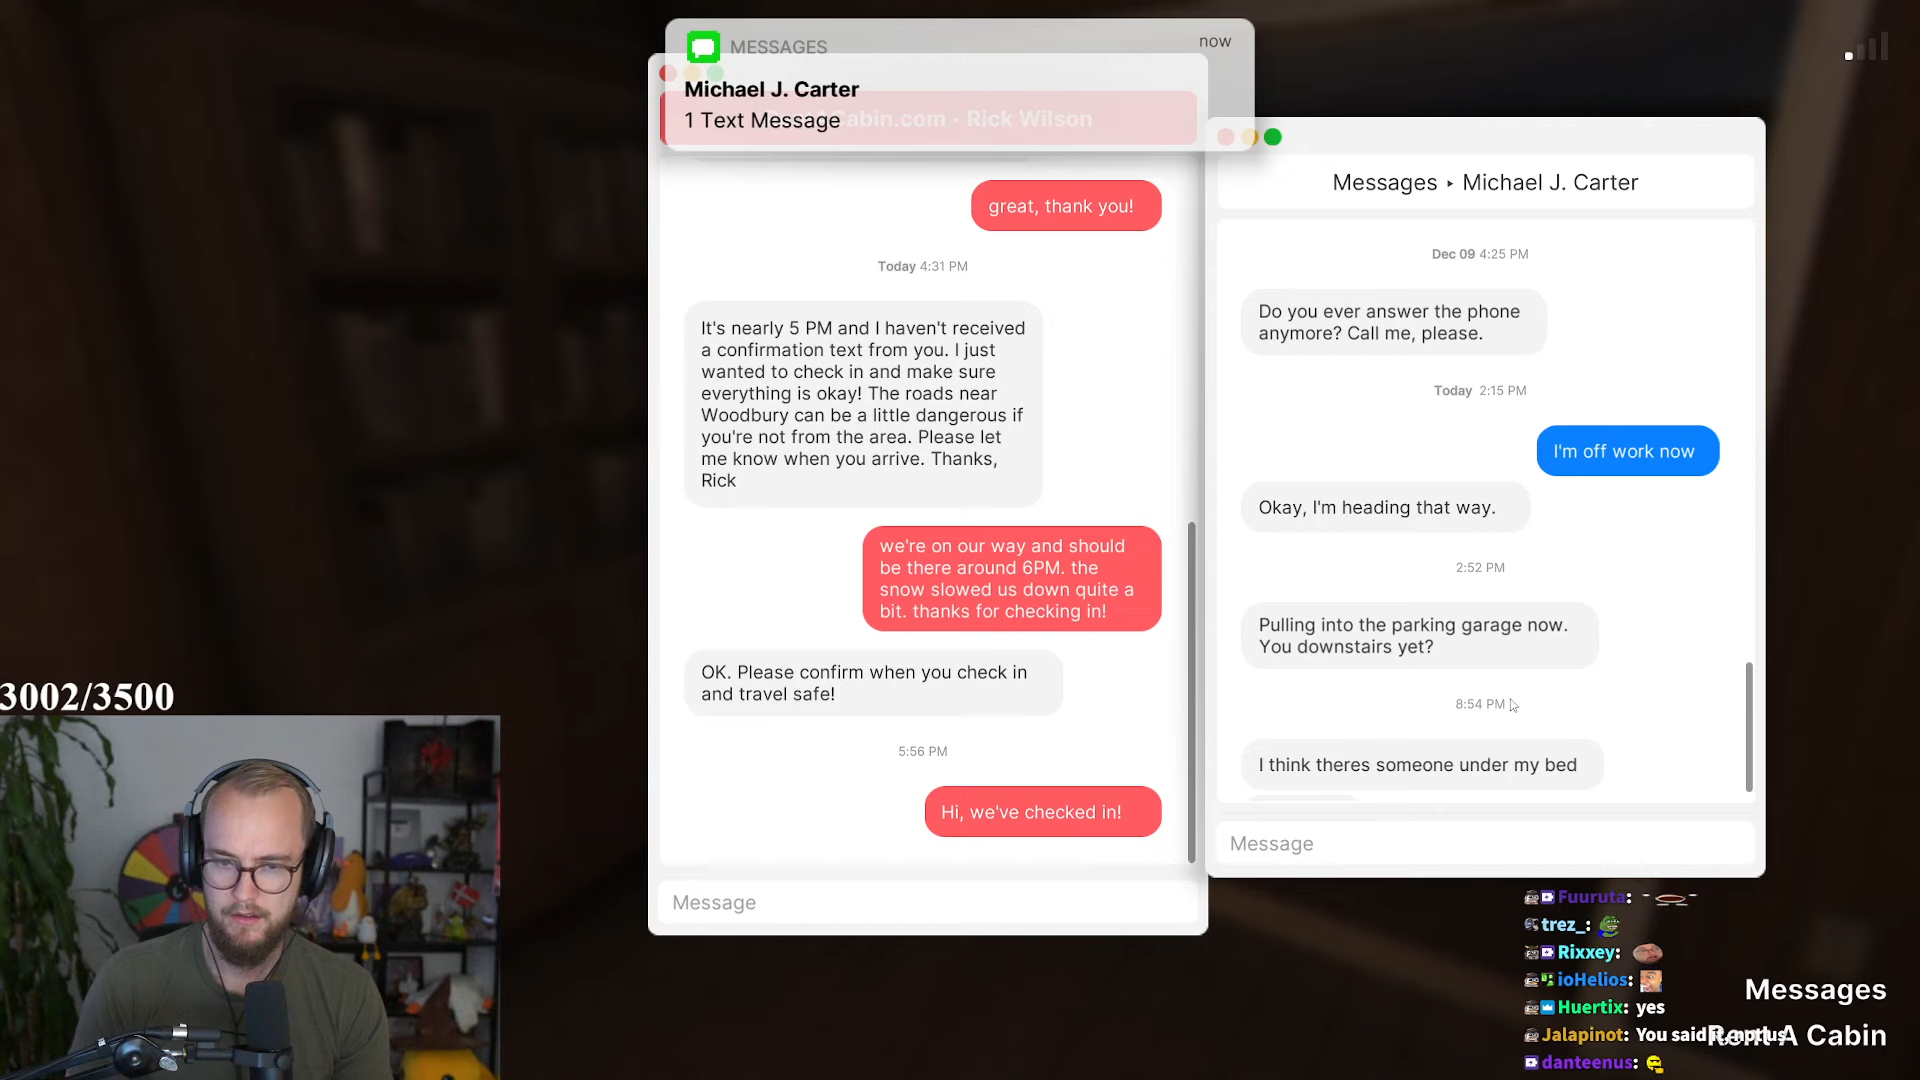 MESSAGES
now
Michael J. Carter
1 Text Message
Cabin.com ‣ Rick Wilson
great, thank you!
Today 4:31 PM
It's nearly 5 PM and I haven't received
a confirmation text from you. I just
wanted to check in and make sure
everything is okay! The roads near
Woodbury can be a little dangerous if
you're not from the area. Please let
me know when you arrive. Thanks,
Rick
we're on our way and should
be there around 6PM. the
snow slowed us down quite a
bit. thanks for checking in!
OK. Please confirm when you check in
and travel safe!
5:56 PM
Hi, we've checked in!
Message
Messages ‣ Michael J. Carter
Dec 09 4:25 PM
Do you ever answer the phone
anymore? Call me, please.
Today 2:15 PM
I'm off work now
Okay, I'm heading that way.
2:52 PM
Pulling into the parking garage now.
You downstairs yet?
8:54 PM
I think theres someone under my bed
Message
3002/3500
Fuuruta:
trez_:
Rixxey:
ioHelios:
Huertix: yes
Jalapinot: You said it, not us
danteenus:
Messages
Rent A Cabin